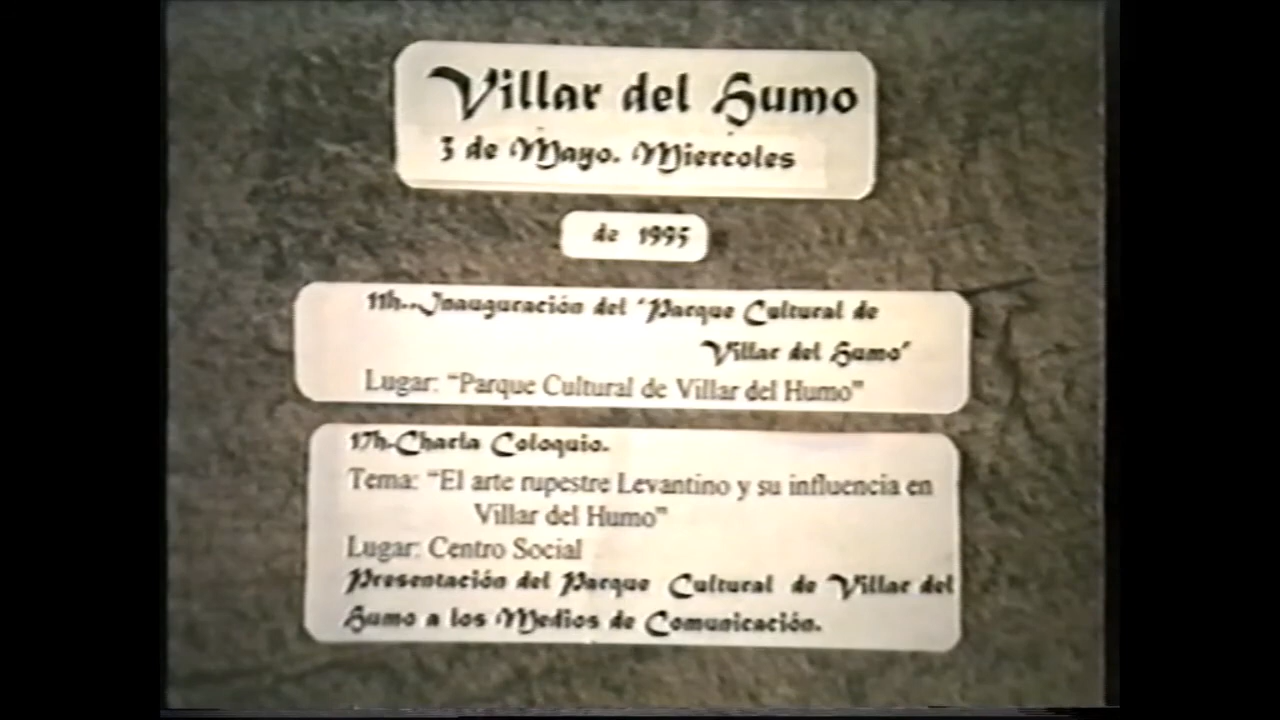 Villar del Humo
3 de Mayo. Miercoles
de 1995
11h..Inauguración del "Parque Cultural de
Villar del Humo"
Lugar: "Parque Cultural de Villar del Humo"
17h.Charla Coloquio.
Tema: "El arte rupestre Levantino y su influencia en
Villar del Humo"
Lugar: Centro Social
Presentación del Parque Cultural de Villar del
Humo a los Medios de Comunicación.